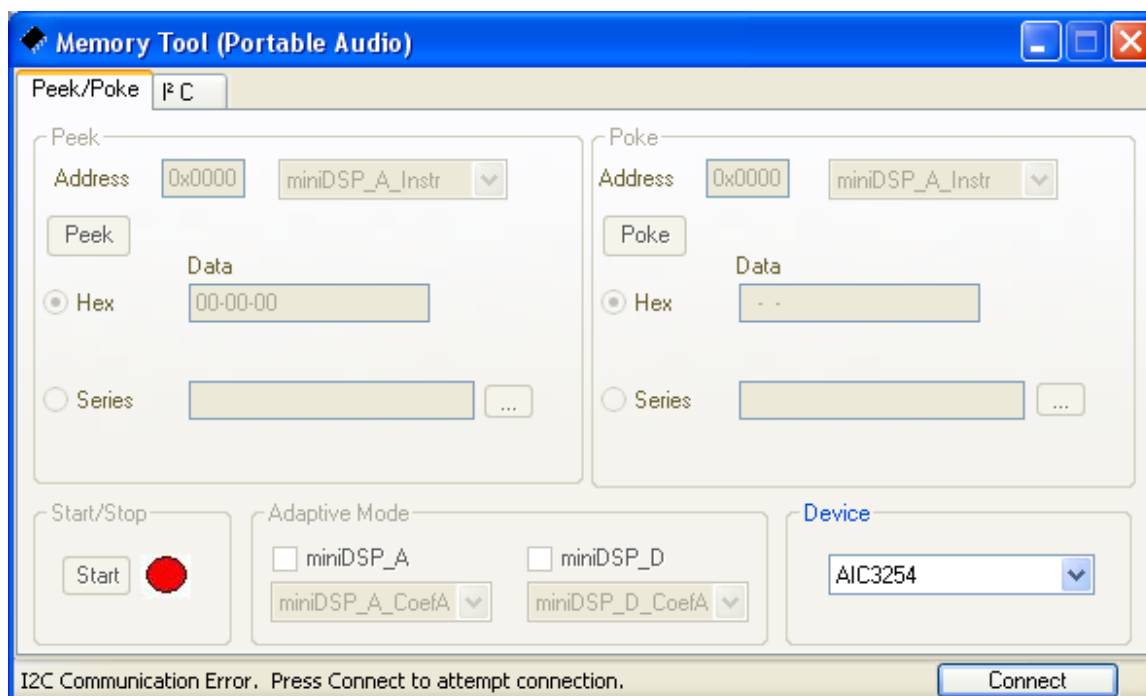 Memory Tool (Portable Audio)
Peek/Poke I²C
Peek
Address 0x0000 miniDSP_A_Instr
Peek
Data
Hex 00-00-00
Series ...
Poke
Address 0x0000 miniDSP_A_Instr
Poke
Data
Hex - -
Series ...
Start/Stop
Start
Adaptive Mode
miniDSP_A miniDSP_D
miniDSP_A_CoefA miniDSP_D_CoefA
Device
AIC3254
I2C Communication Error. Press Connect to attempt connection. Connect